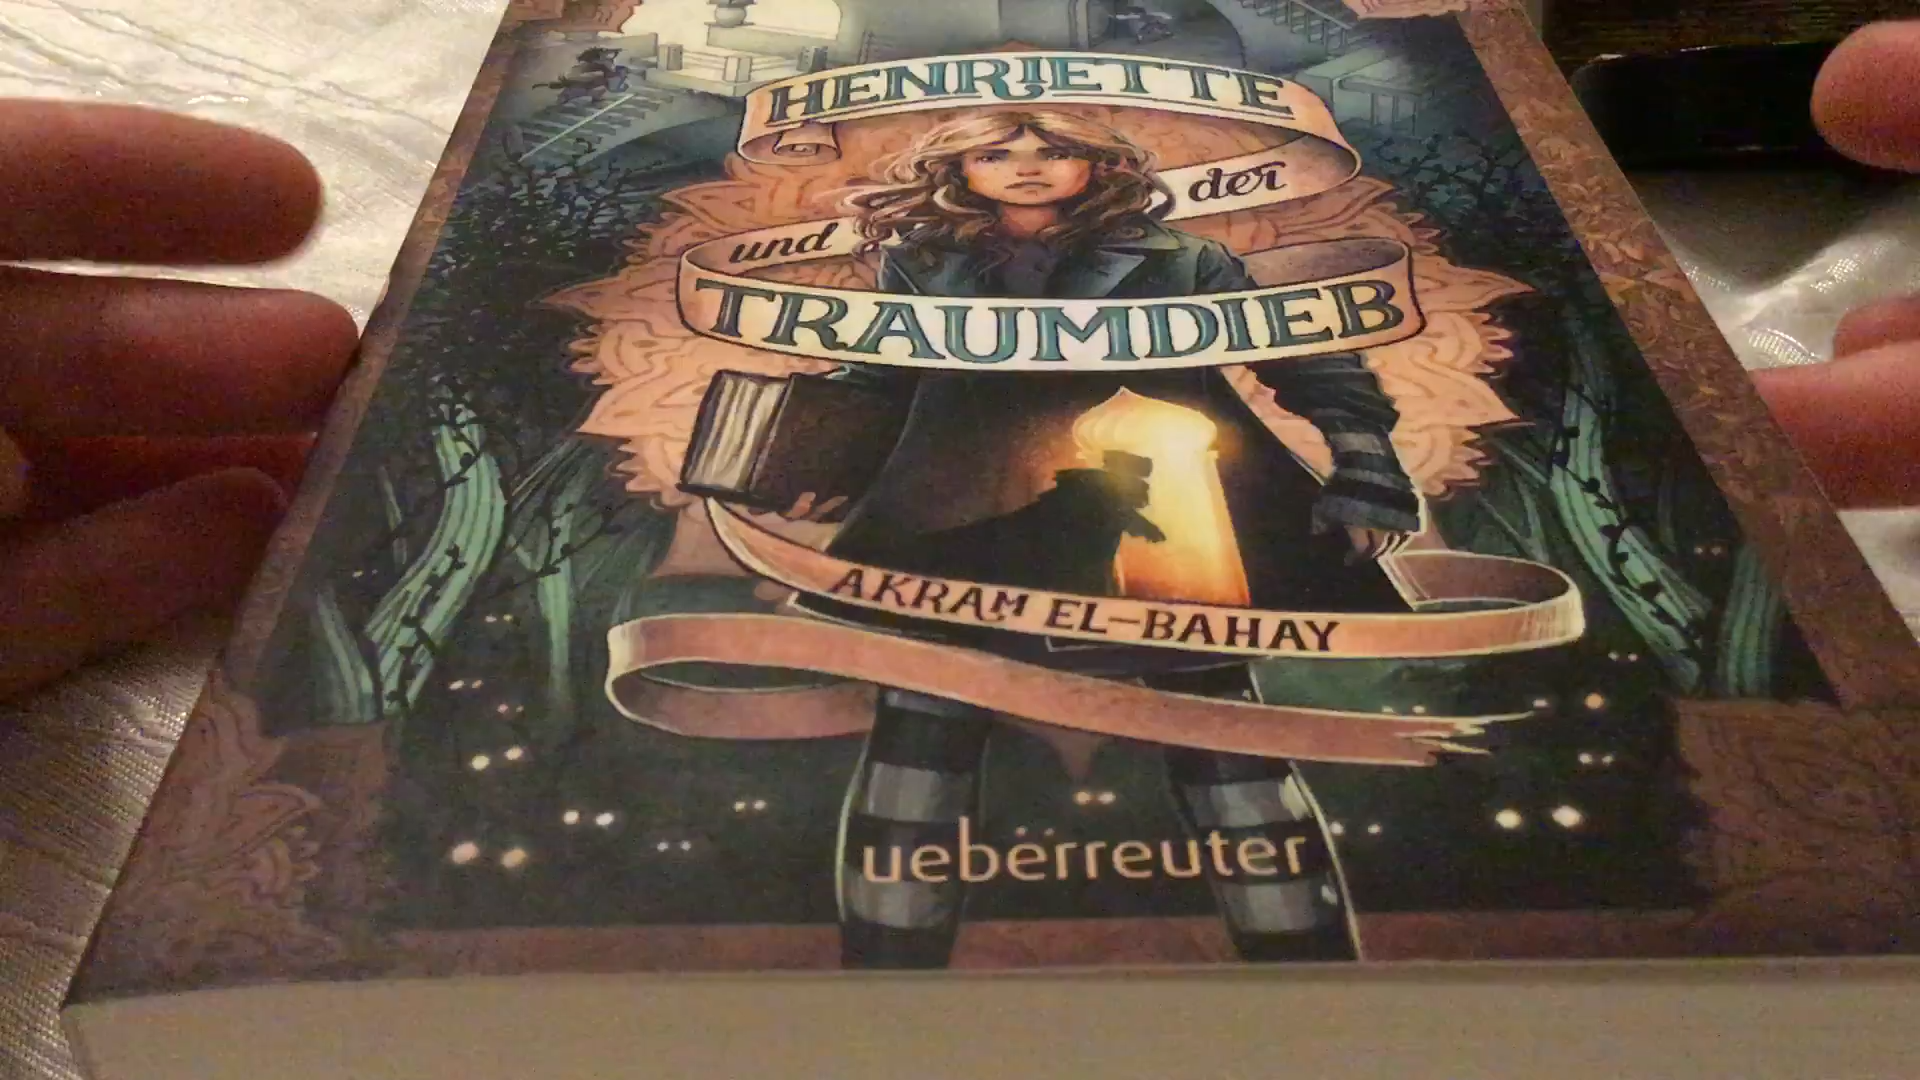 HENRIETTE
und der
TRAUMDIEB
AKRAM EL-BAHAY
ueberreuter